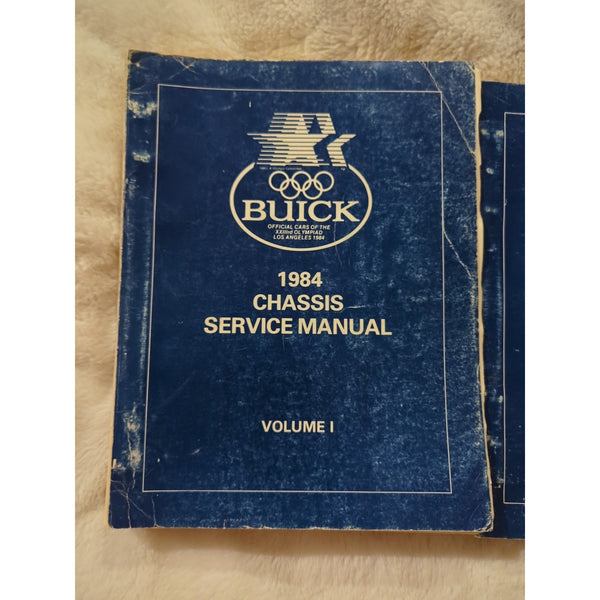 BUICK
OFFICIAL CARS OF THE
XXIIIrd OLYMPIAD
LOS ANGELES 1984
1984
CHASSIS
SERVICE MANUAL
VOLUME I